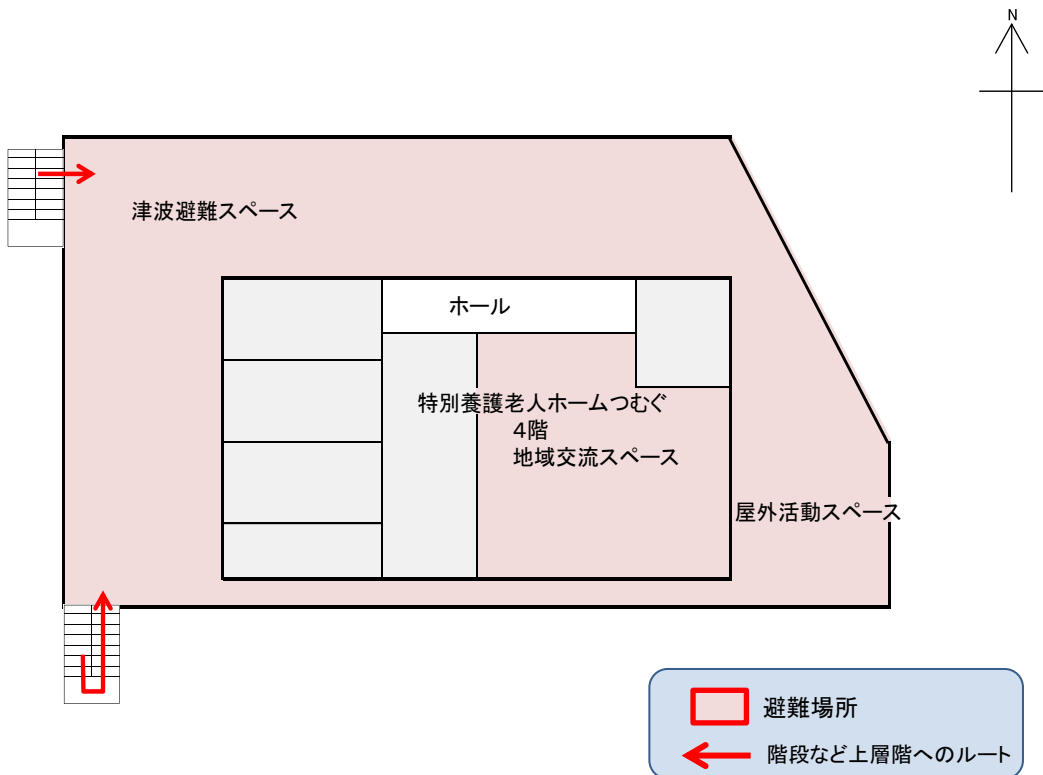 N
津波避難スペース
ホール
特別養護老人ホームつむぐ
4階
地域交流スペース
屋外活動スペース
避難場所
階段など上層階へのルート